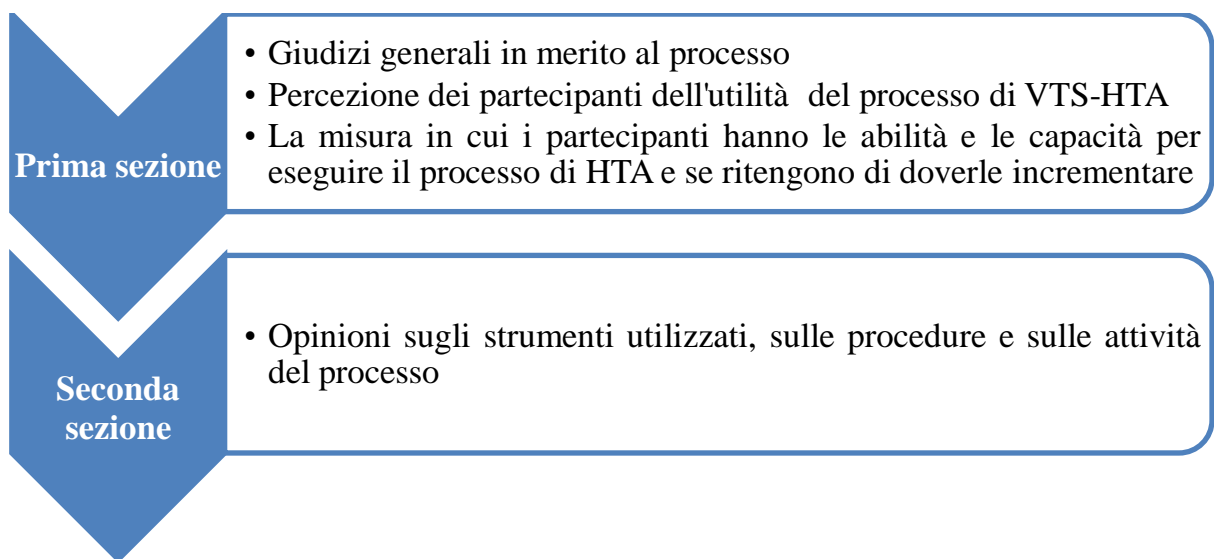 Prima sezione
• Giudizi generali in merito al processo
• Percezione dei partecipanti dell'utilità del processo di VTS-HTA
• La misura in cui i partecipanti hanno le abilità e le capacità per
eseguire il processo di HTA e se ritengono di doverle incrementare
Seconda
sezione
• Opinioni sugli strumenti utilizzati, sulle procedure e sulle attività
del processo